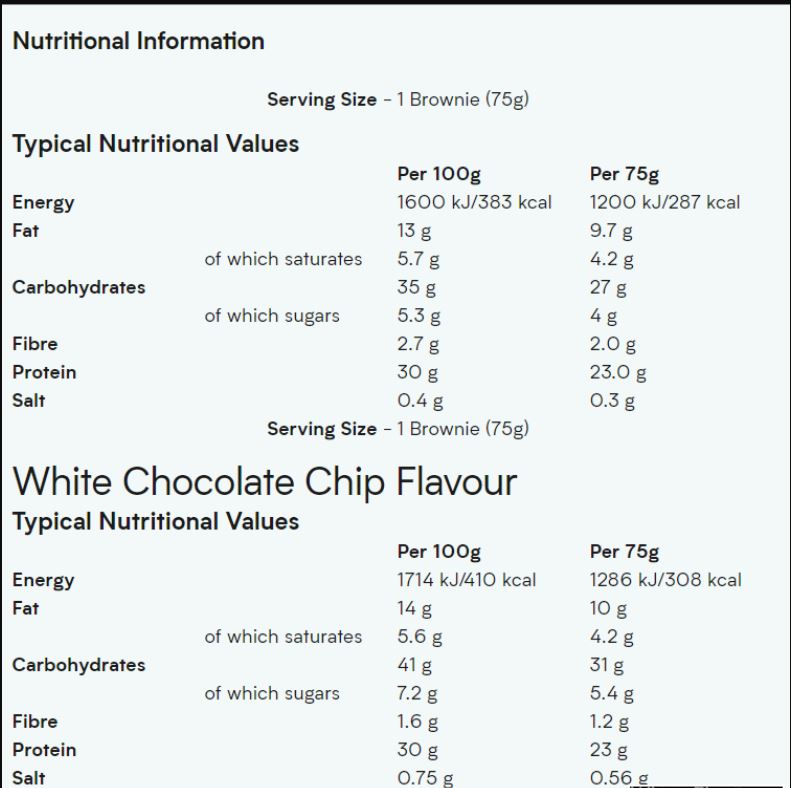 Nutritional Information
Serving Size - 1 Brownie (75g)
Typical Nutritional Values
Per 100g Per 75g
Energy 1600 kJ/383 kcal 1200 kJ/287 kcal
Fat 13 g 9.7 g
of which saturates 5.7 g 4.2 g
Carbohydrates 35 g 27 g
of which sugars 5.3 g 4 g
Fibre 2.7 g 2.0 g
Protein 30 g 23.0 g
Salt 0.4 g 0.3 g
Serving Size - 1 Brownie (75g)
White Chocolate Chip Flavour
Typical Nutritional Values
Per 100g Per 75g
Energy 1714 kJ/410 kcal 1286 kJ/308 kcal
Fat 14 g 10 g
of which saturates 5.6 g 4.2 g
Carbohydrates 41 g 31 g
of which sugars 7.2 g 5.4 g
Fibre 1.6 g 1.2 g
Protein 30 g 23 g
Salt 0.75 g 0.56 g